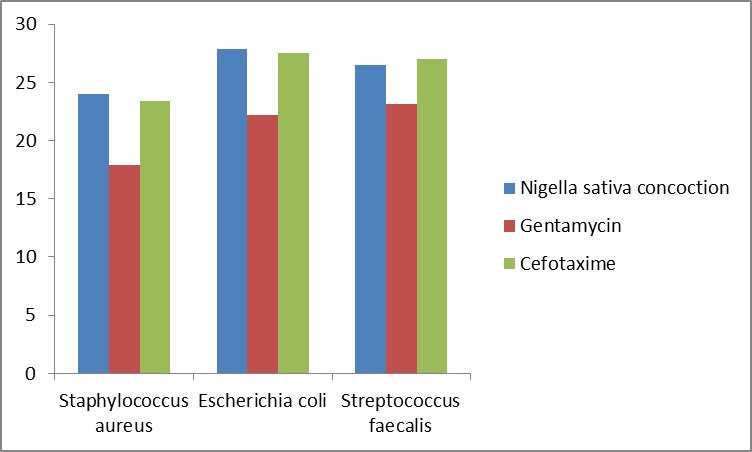 30
25
20
15
10
5
0
Staphylococcus aureus
Escherichia coli
Streptococcus faecalis
Nigella sativa concoction
Gentamycin
Cefotaxime